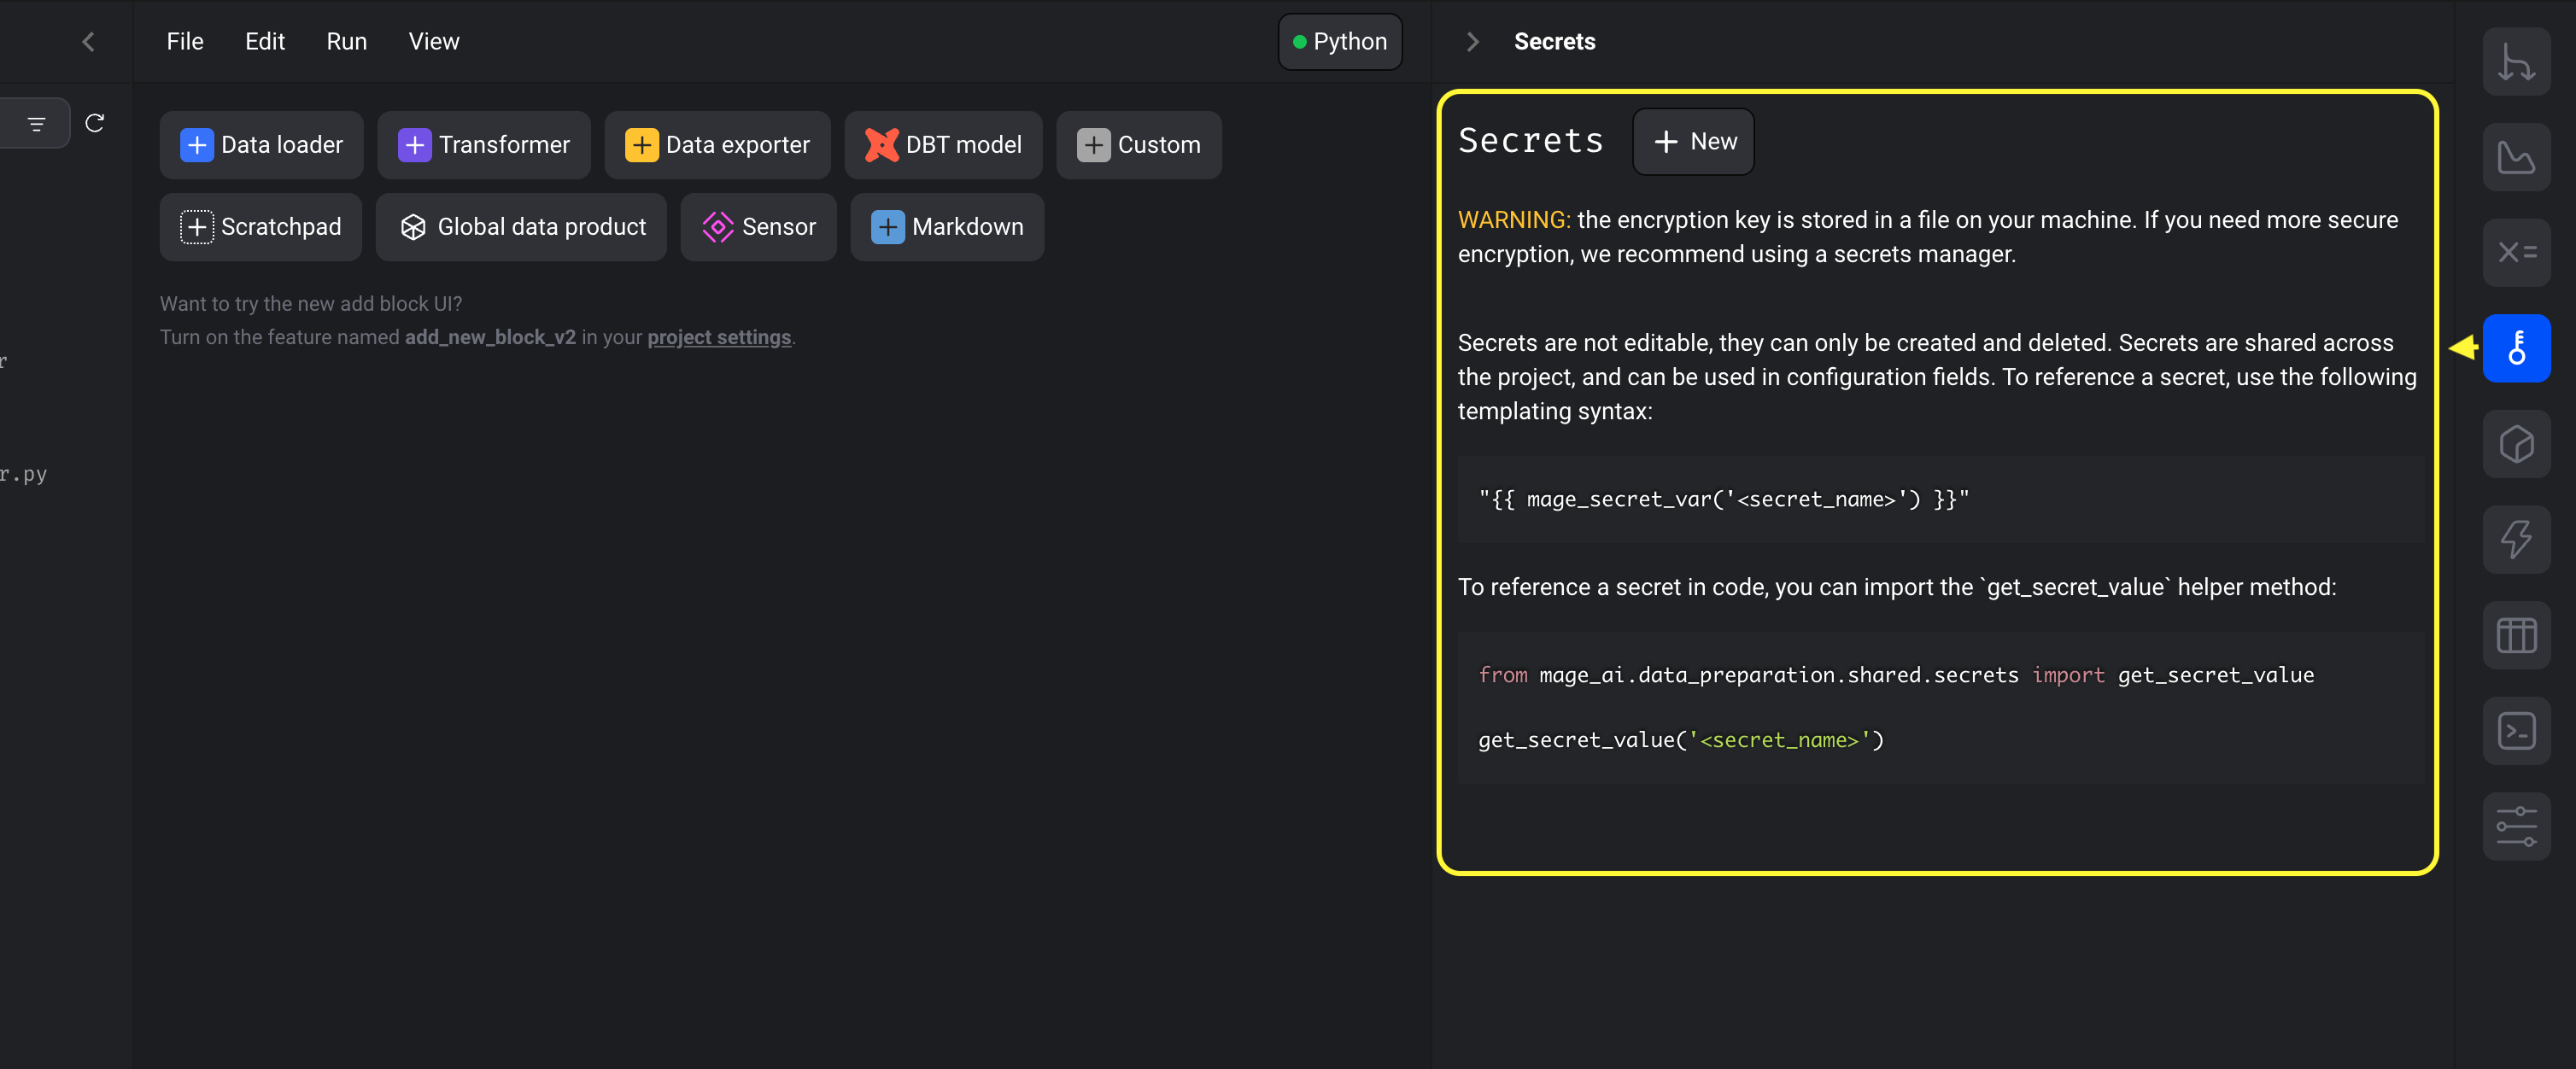 File Edit Run View
Python
Secrets
Data loader
Transformer
Data exporter
DBT model
Custom
Scratchpad
Global data product
Sensor
Markdown
Want to try the new add block UI?
Turn on the feature named add_new_block_v2 in your project settings.
r
r.py
Secrets
New
WARNING: the encryption key is stored in a file on your machine. If you need more secure
encryption, we recommend using a secrets manager.
Secrets are not editable, they can only be created and deleted. Secrets are shared across
the project, and can be used in configuration fields. To reference a secret, use the following
templating syntax:
"{{ mage_secret_var('<secret_name>') }}"
To reference a secret in code, you can import the `get_secret_value` helper method:
from mage_ai.data_preparation.shared.secrets import get_secret_value
get_secret_value('<secret_name>')